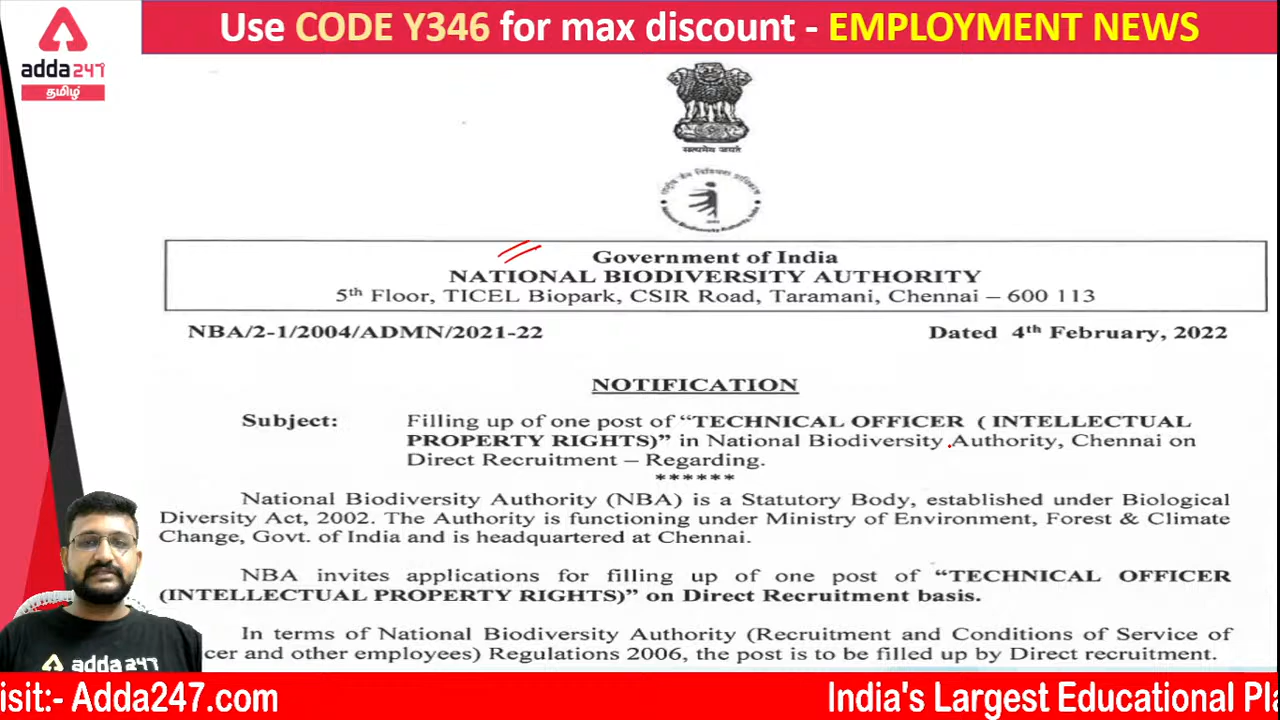 Use CODE Y346 for max discount - EMPLOYMENT NEWS
adda247
தமிழ்
सत्यमेव जयते
Government of India
NATIONAL BIODIVERSITY AUTHORITY
5th Floor, TICEL Biopark, CSIR Road, Taramani, Chennai – 600 113
NBA/2-1/2004/ADMN/2021-22 Dated 4th February, 2022
NOTIFICATION
Subject: Filling up of one post of “TECHNICAL OFFICER ( INTELLECTUAL
PROPERTY RIGHTS)” in National Biodiversity Authority, Chennai on
Direct Recruitment – Regarding.
******
National Biodiversity Authority (NBA) is a Statutory Body, established under Biological
Diversity Act, 2002. The Authority is functioning under Ministry of Environment, Forest & Climate
Change, Govt. of India and is headquartered at Chennai.
NBA invites applications for filling up of one post of “TECHNICAL OFFICER
(INTELLECTUAL PROPERTY RIGHTS)” on Direct Recruitment basis.
In terms of National Biodiversity Authority (Recruitment and Conditions of Service of
cer and other employees) Regulations 2006, the post is to be filled up by Direct recruitment.
adda247
isit:- Adda247.com India's Largest Educational Pla